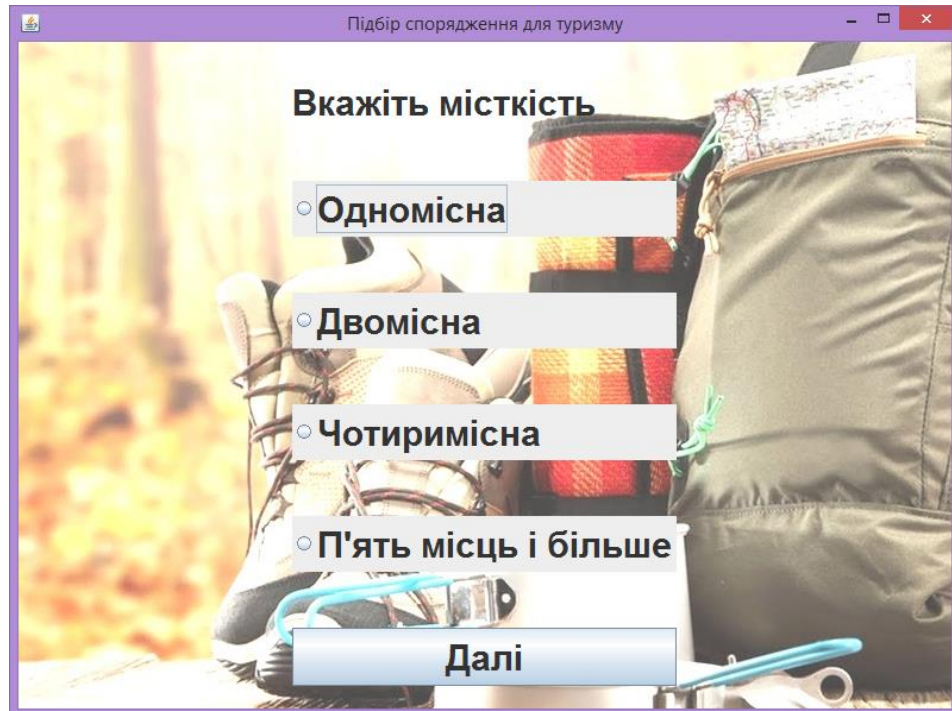 Підбір спорядження для туризму
Вкажіть місткість
Одномісна
Двомісна
Чотиримісна
П'ять місць і більше
Далі